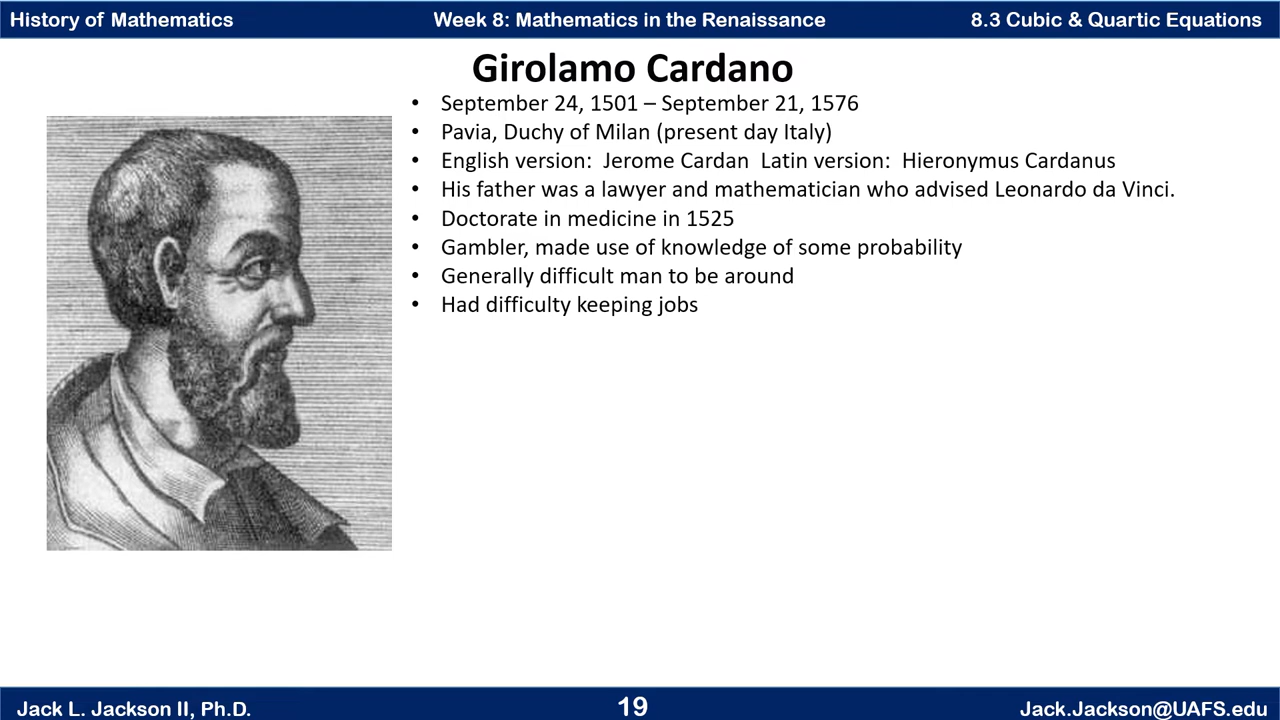 History of Mathematics
Week 8: Mathematics in the Renaissance
8.3 Cubic & Quartic Equations
Girolamo Cardano
• September 24, 1501 – September 21, 1576
• Pavia, Duchy of Milan (present day Italy)
• English version:  Jerome Cardan  Latin version:  Hieronymus Cardanus
• His father was a lawyer and mathematician who advised Leonardo da Vinci.
• Doctorate in medicine in 1525
• Gambler, made use of knowledge of some probability
• Generally difficult man to be around
• Had difficulty keeping jobs
Jack L. Jackson II, Ph.D.
19
Jack.Jackson@UAFS.edu